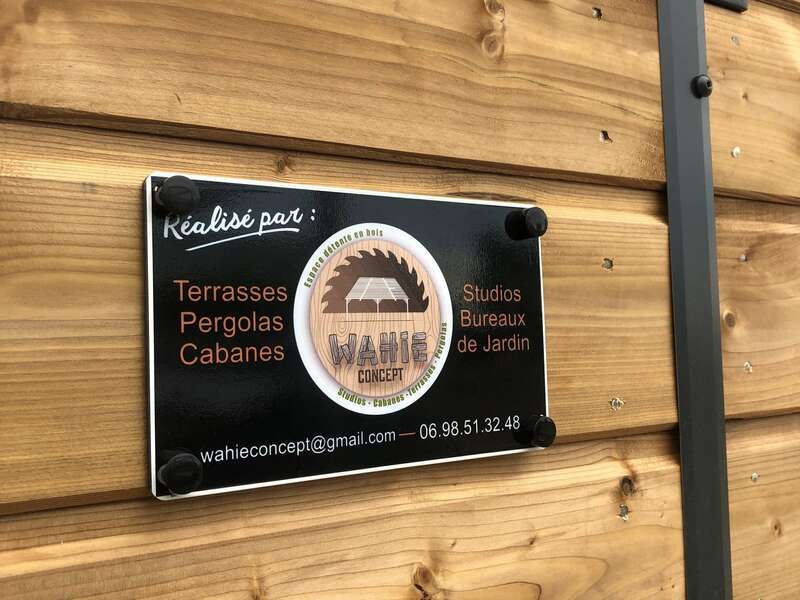 Réalisé par :
Terrasses
Pergolas
Cabanes
Espace détente en bois
WAHIE
CONCEPT
Studios - Cabanes - Terrasses - Pergolas
Studios
Bureaux
de Jardin
wahieconcept@gmail.com — 06.98.51.32.48